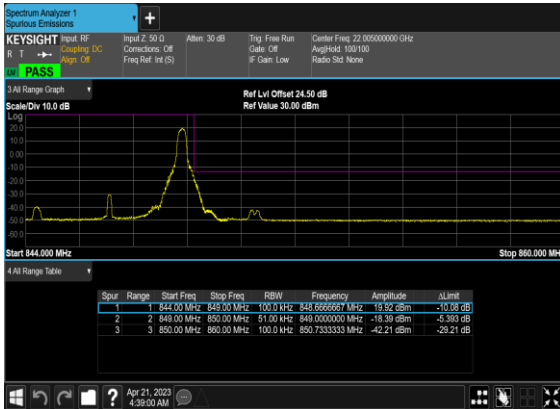 Spectrum Analyzer 1
Spurious Emissions
+
KEYSIGHT Input: RF Input Z: 50 Ω Atten: 30 dB Trig: Free Run Center Freq: 22.005000000 GHz
R T Coupling: DC Corrections: Off Gate: Off Avg|Hold: 100/100
Align: Off Freq Ref: Int (S) IF Gain: Low Radio Std: None
PASS
3 All Range Graph
Ref Lvl Offset 24.50 dB
Scale/Div 10.0 dB Ref Value 30.00 dBm
Log
20.0
10.0
0.00
-10.0
-20.0
-30.0
-40.0
-50.0
-60.0
Start 844.000 MHz Stop 860.000 MH
4 All Range Table
Spur Range Start Freq Stop Freq RBW Frequency Amplitude ΔLimit
1 1 844.00 MHz 849.00 MHz 100.0 kHz 848.6666667 MHz 19.92 dBm -10.08 dB
2 2 849.00 MHz 850.00 MHz 51.00 kHz 849.0000000 MHz -18.39 dBm -5.393 dB
3 3 850.00 MHz 860.00 MHz 100.0 kHz 850.7333333 MHz -42.21 dBm -29.21 dB
? Apr 21, 2023
4:39:00 AM